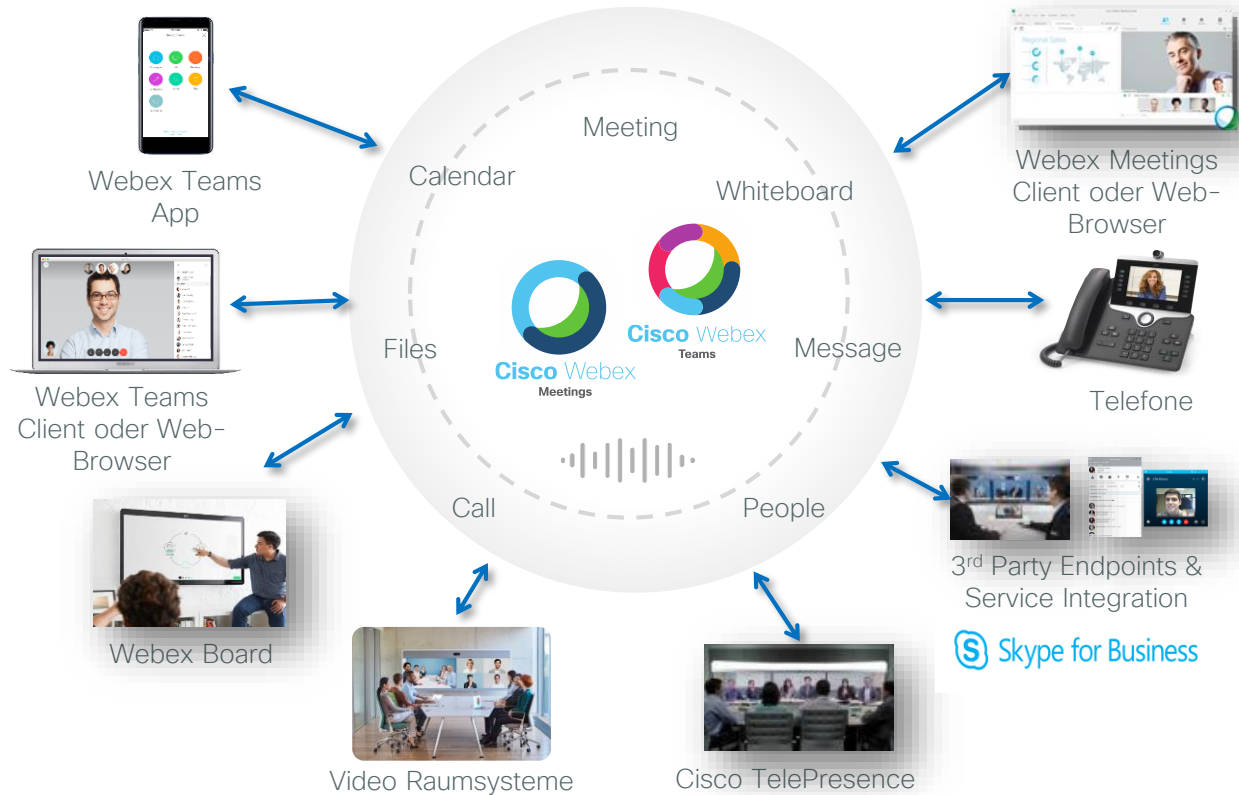 Webex Teams
App
Webex Teams
Client oder Web-
Browser
Webex Board
Video Raumsysteme
Cisco TelePresence
Meeting
Calendar
Whiteboard
Files
Message
Call
People
Cisco Webex
Meetings
Cisco Webex
Teams
Regional Sales
Webex Meetings
Client oder Web-
Browser
Telefone
3rd Party Endpoints &
Service Integration
S Skype for Business